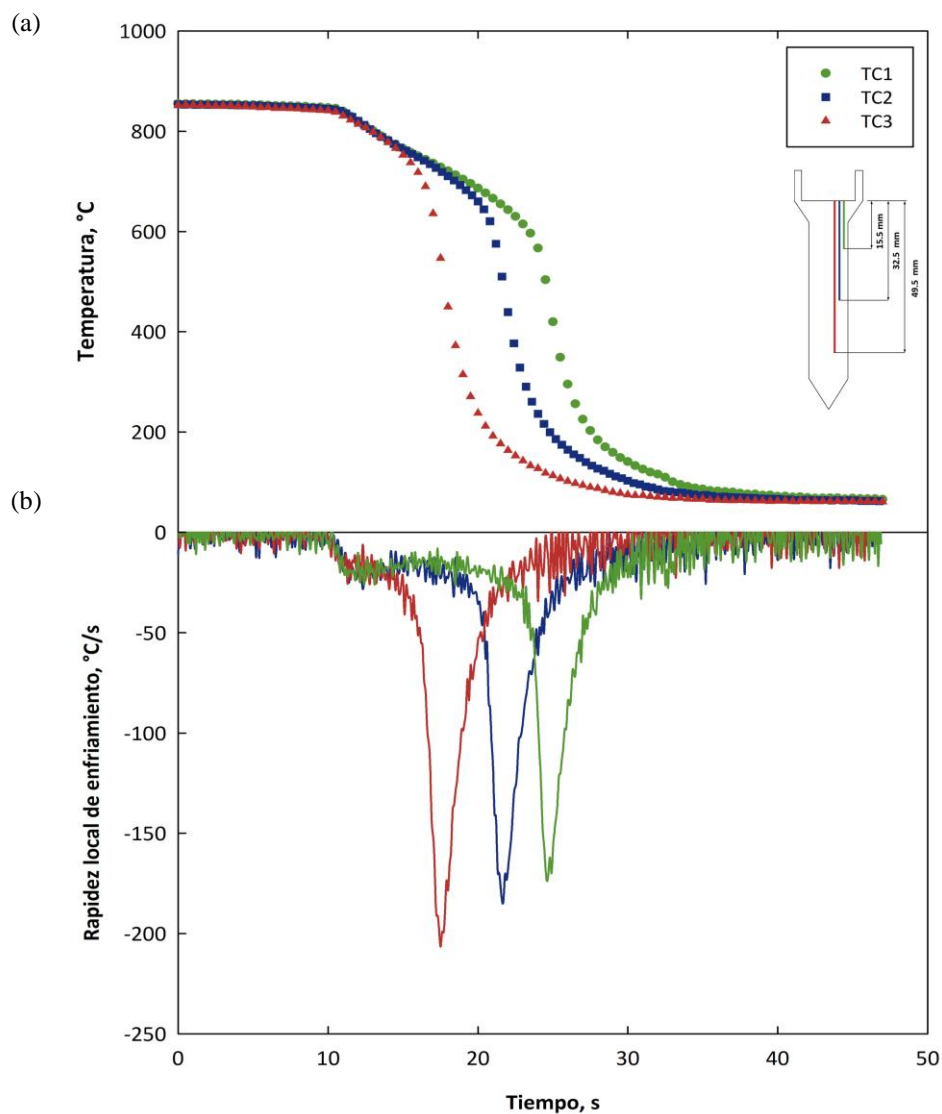 (a)
1000
800
600
400
200
0
Temperatura, °C
TC1
TC2
TC3
15.5 mm
32.5 mm
49.5 mm
(b)
-50
-100
-150
-200
-250
Rapidez local de enfriamiento, °C/s
0 10 20 30 40 50
Tiempo, s